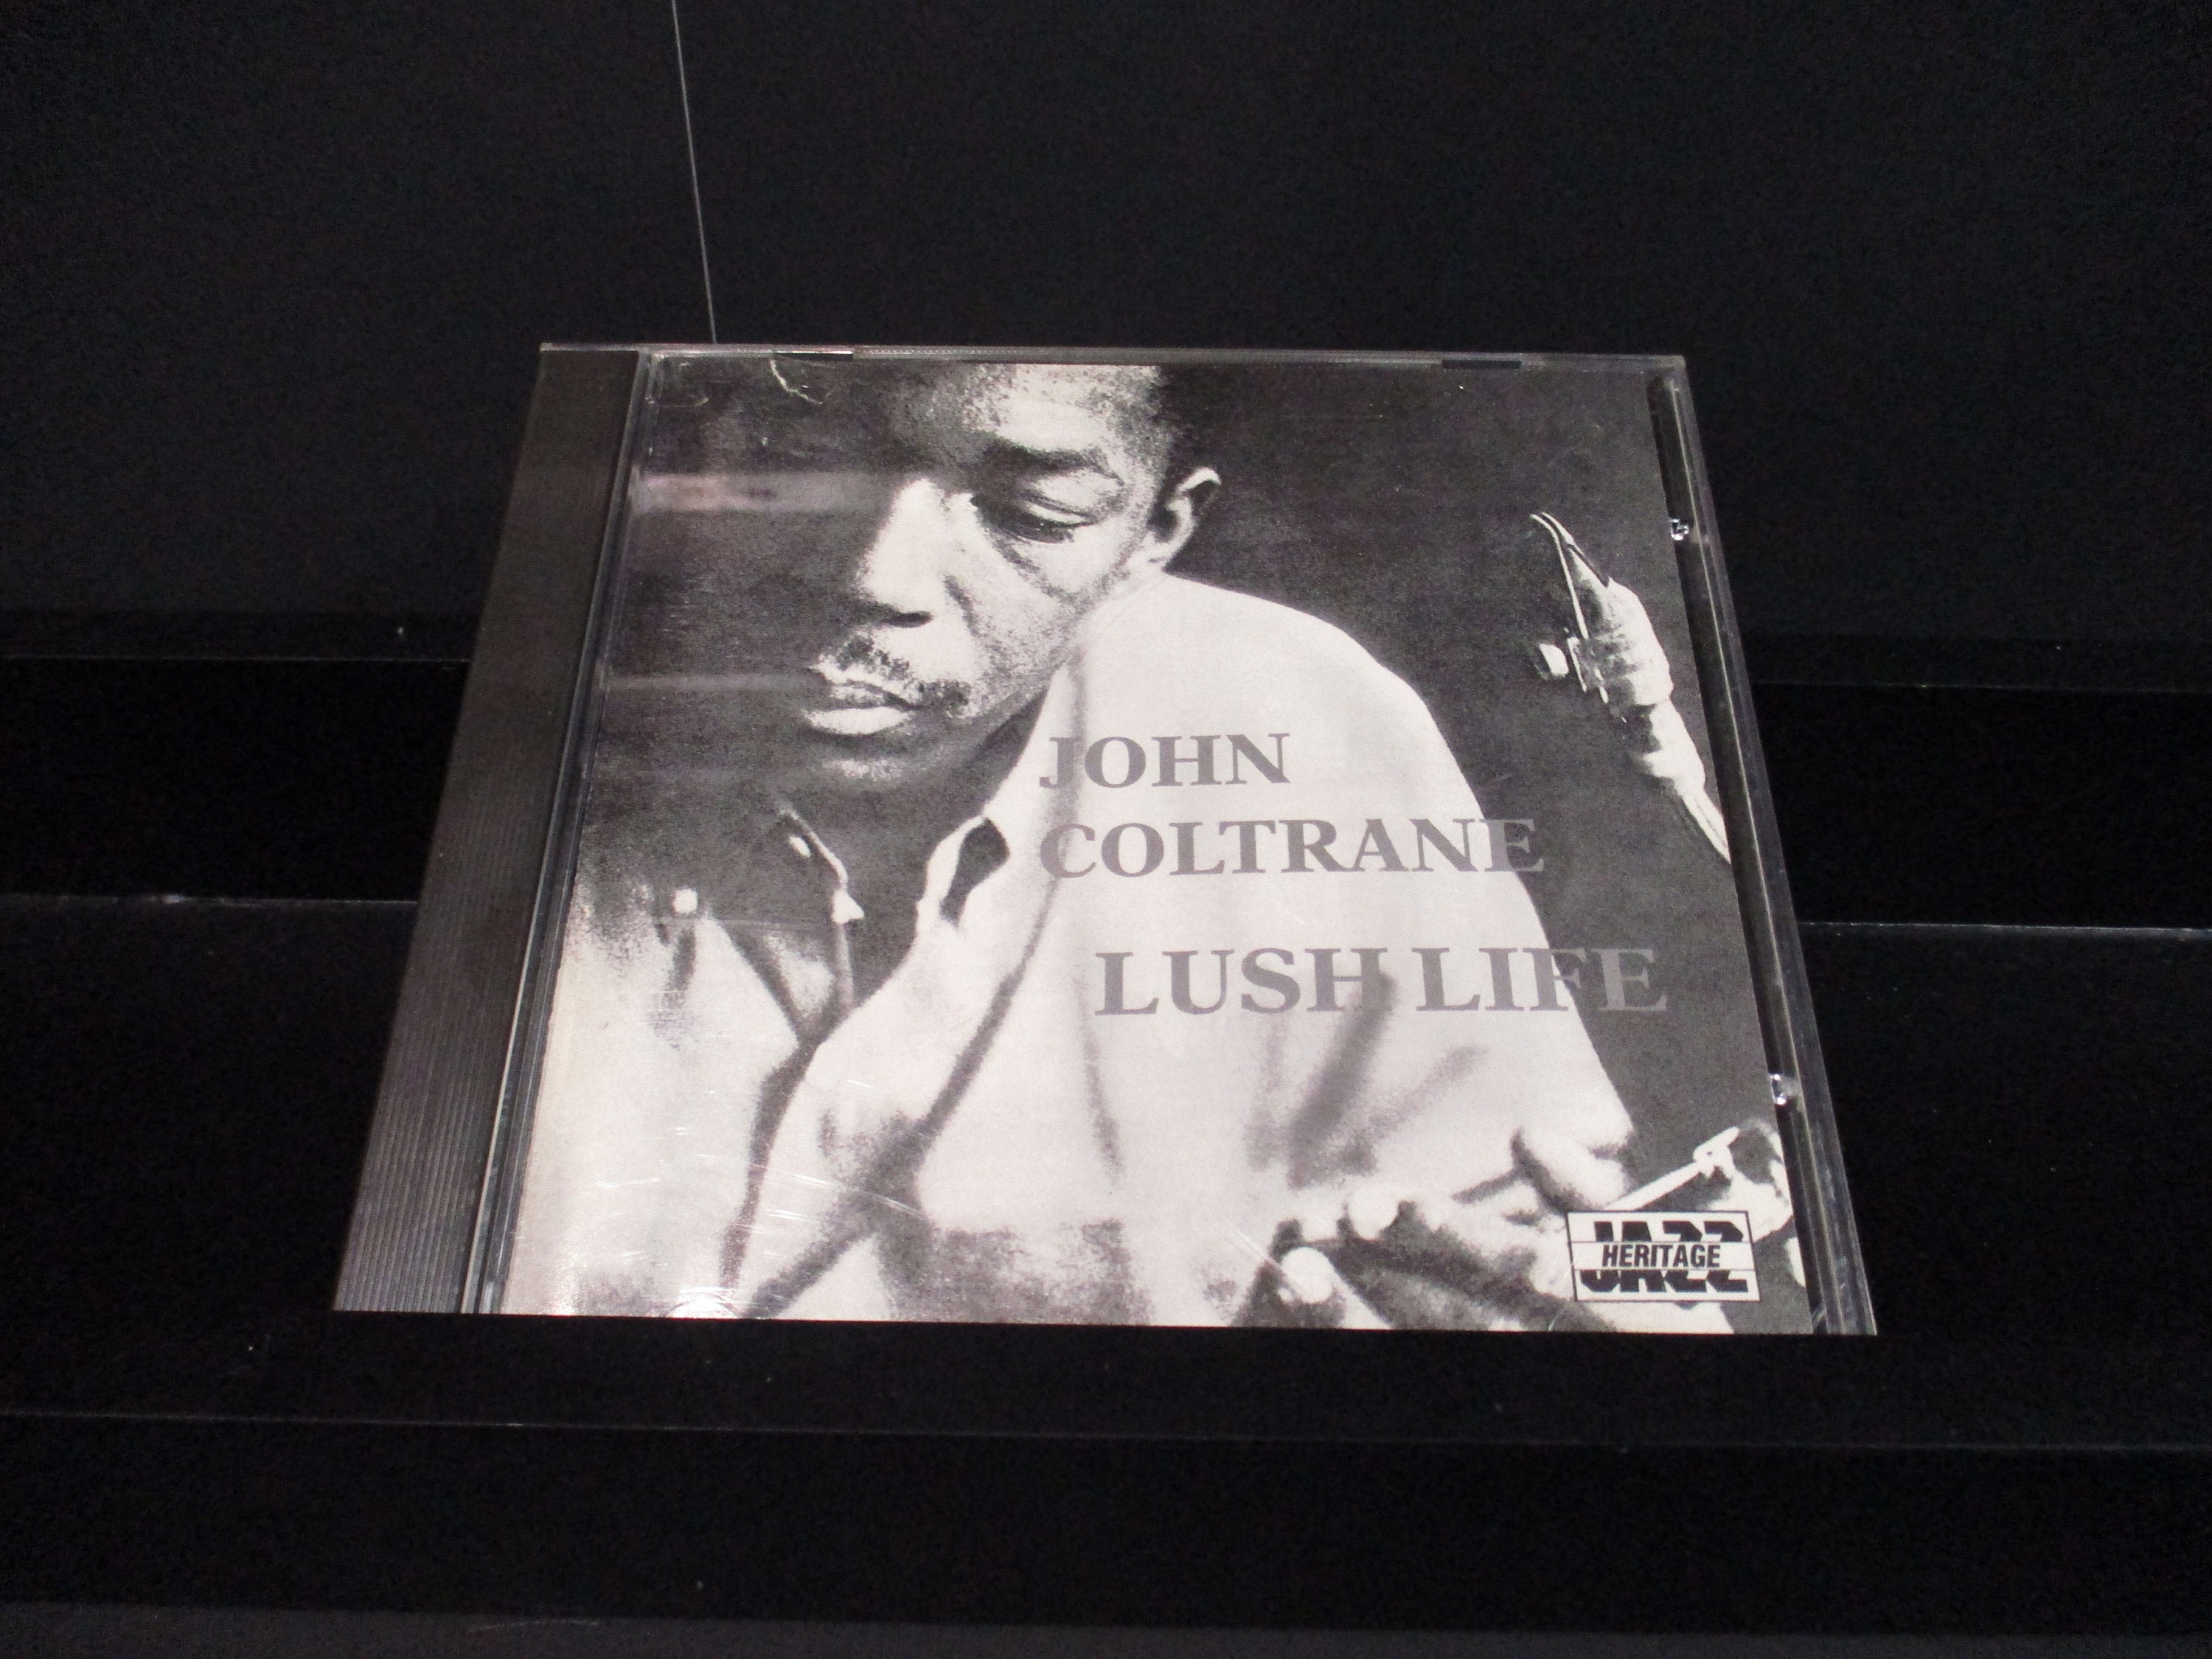 JOHN
COLTRANE
LUSH LIFE
JAZZ
HERITAGE
JAZZ